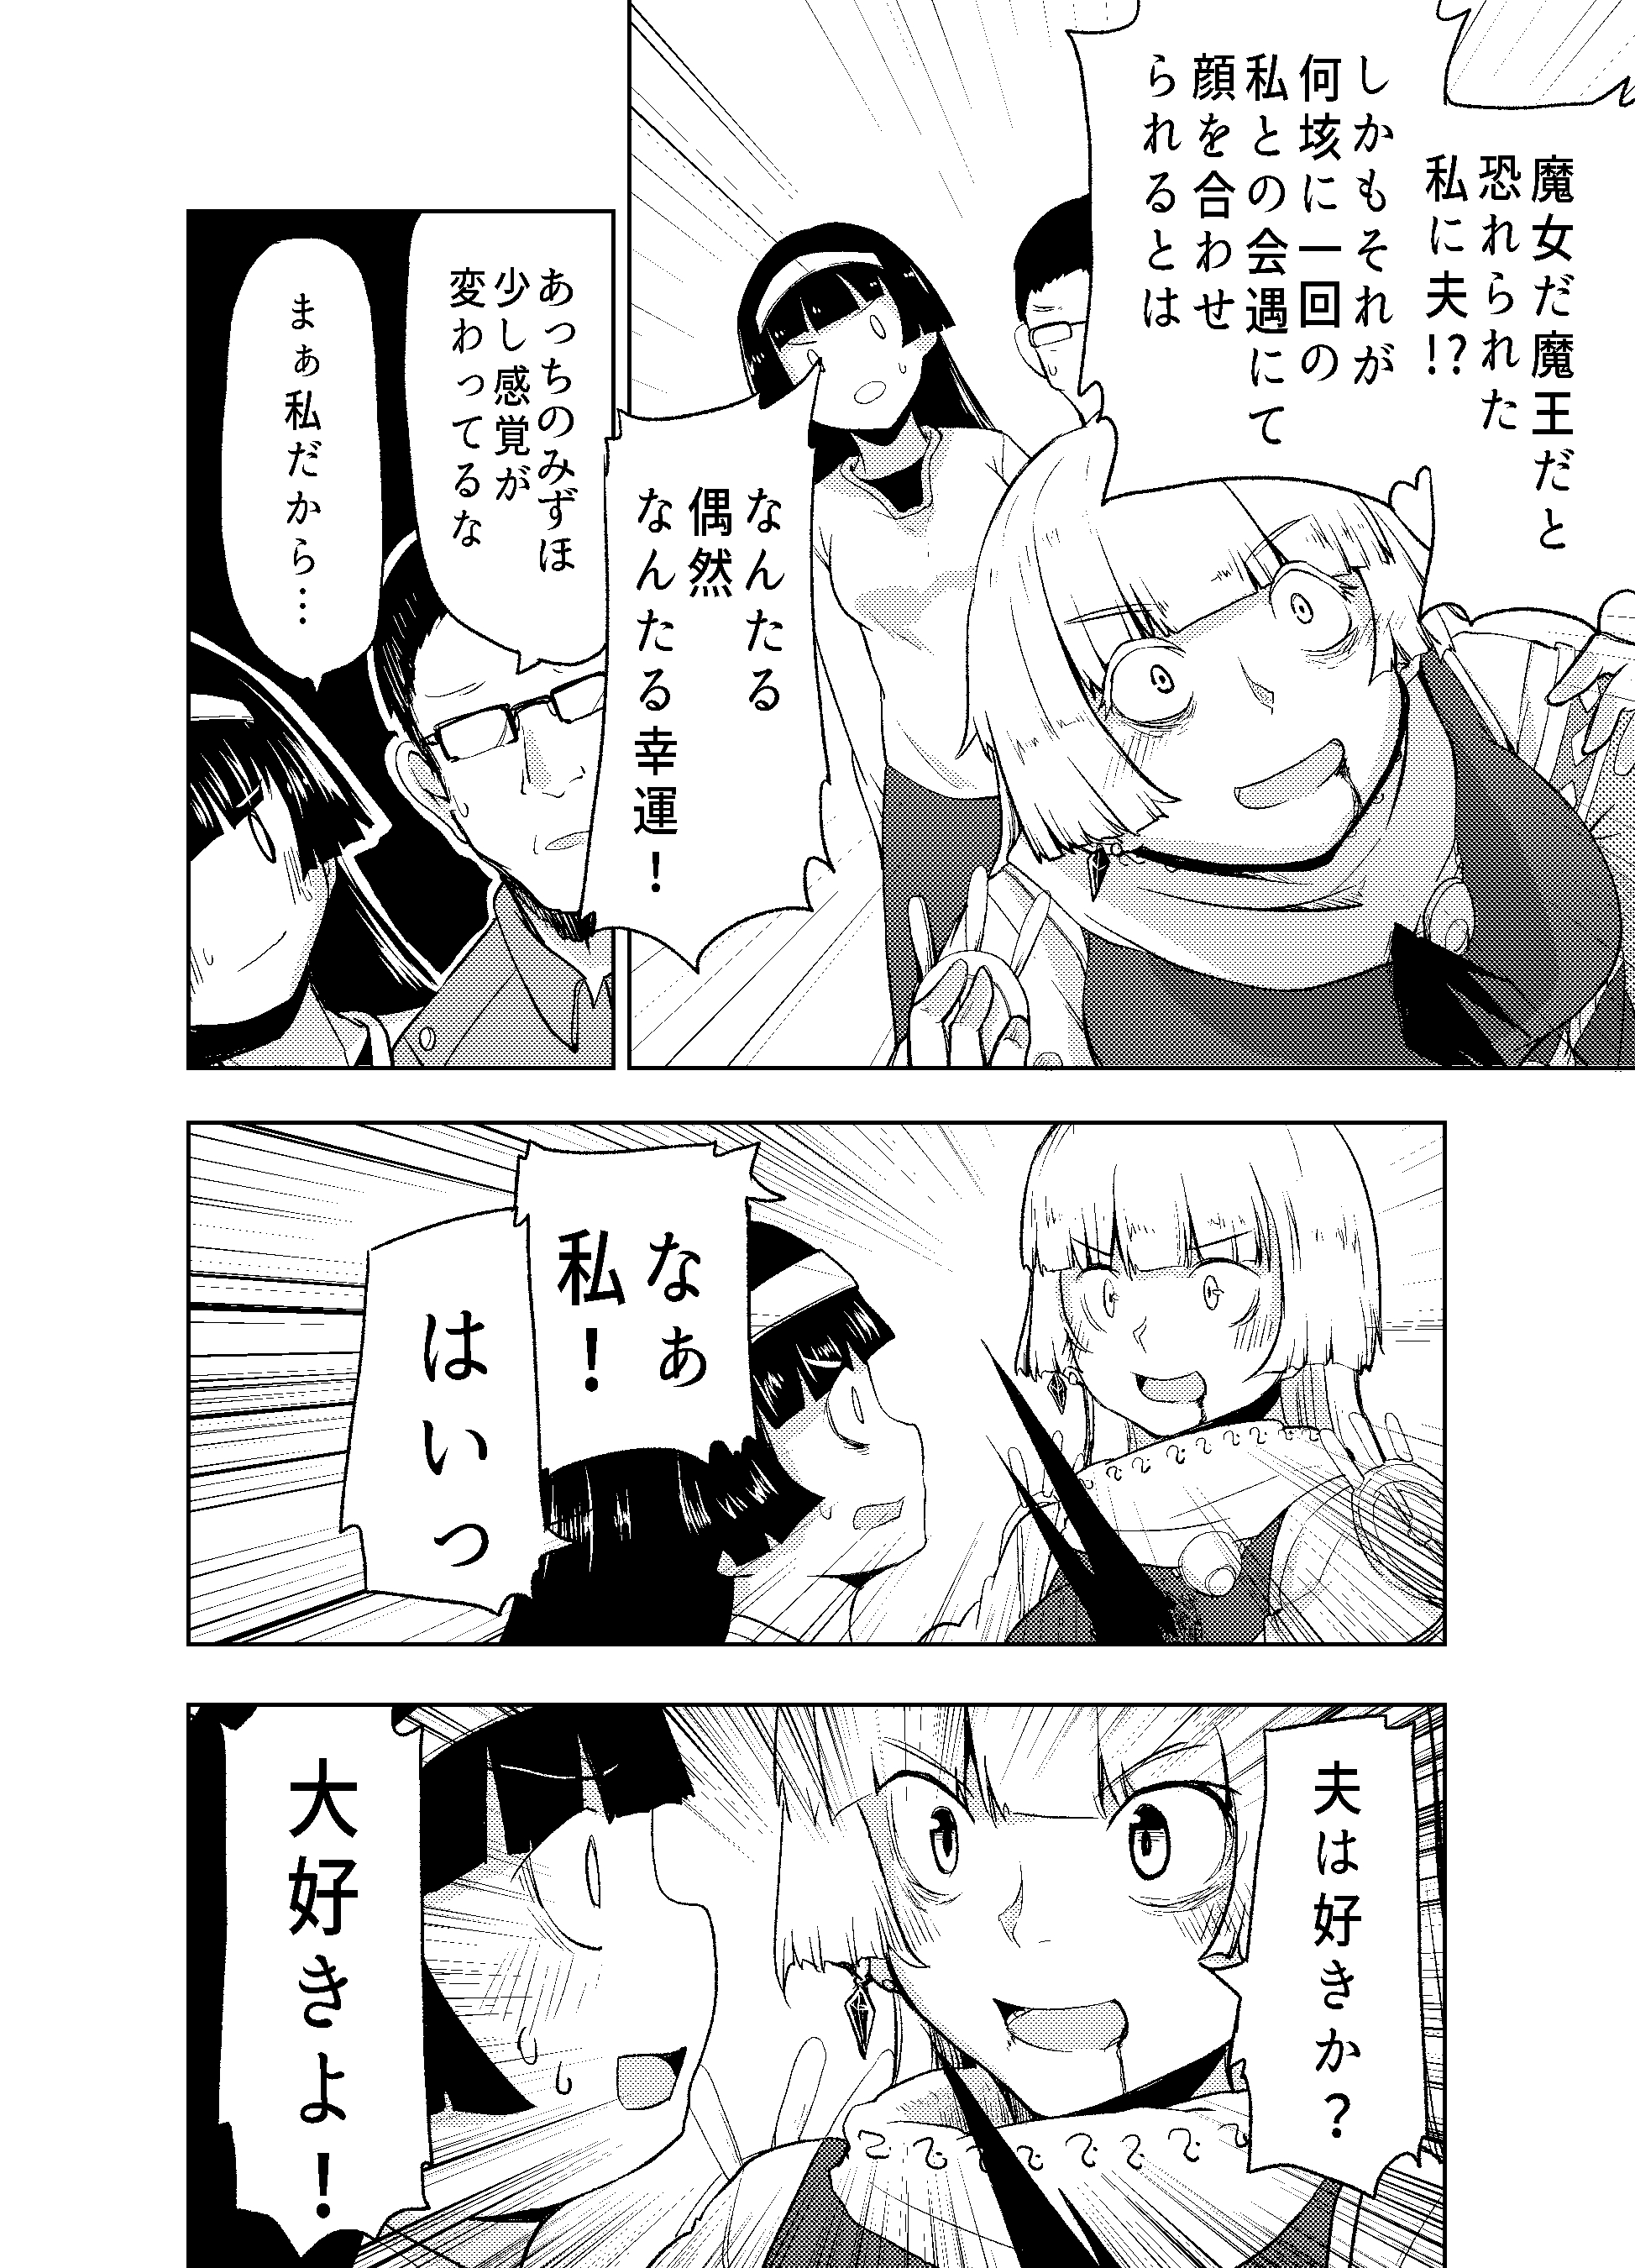 魔女だ魔王だと
恐れられた
私に夫!?
しかもそれが
何垓に一回の
私との会遇にて
顔を合わせ
られるとは
なんたる
偶然
なんたる幸運！
あっちのみずほ
少し感覚が
変わってるな
まぁ私だから…
なぁ
私！
はいっ
夫は好きか？
大好きよ！